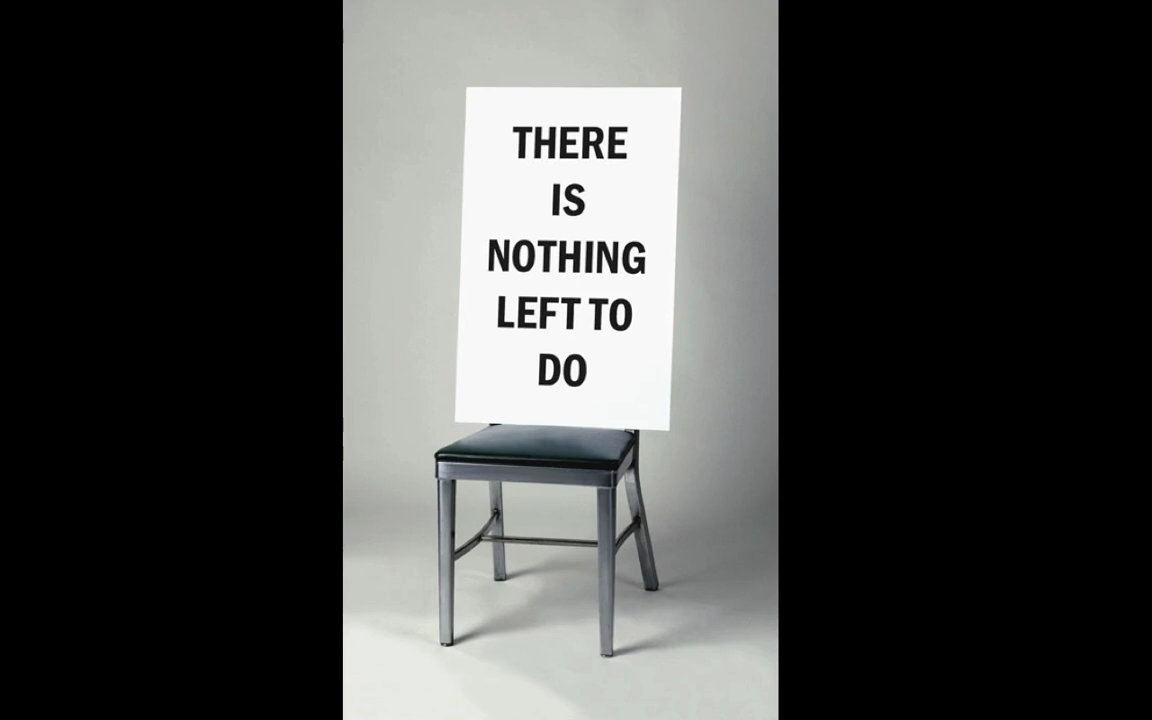 THERE
IS
NOTHING
LEFT TO
DO